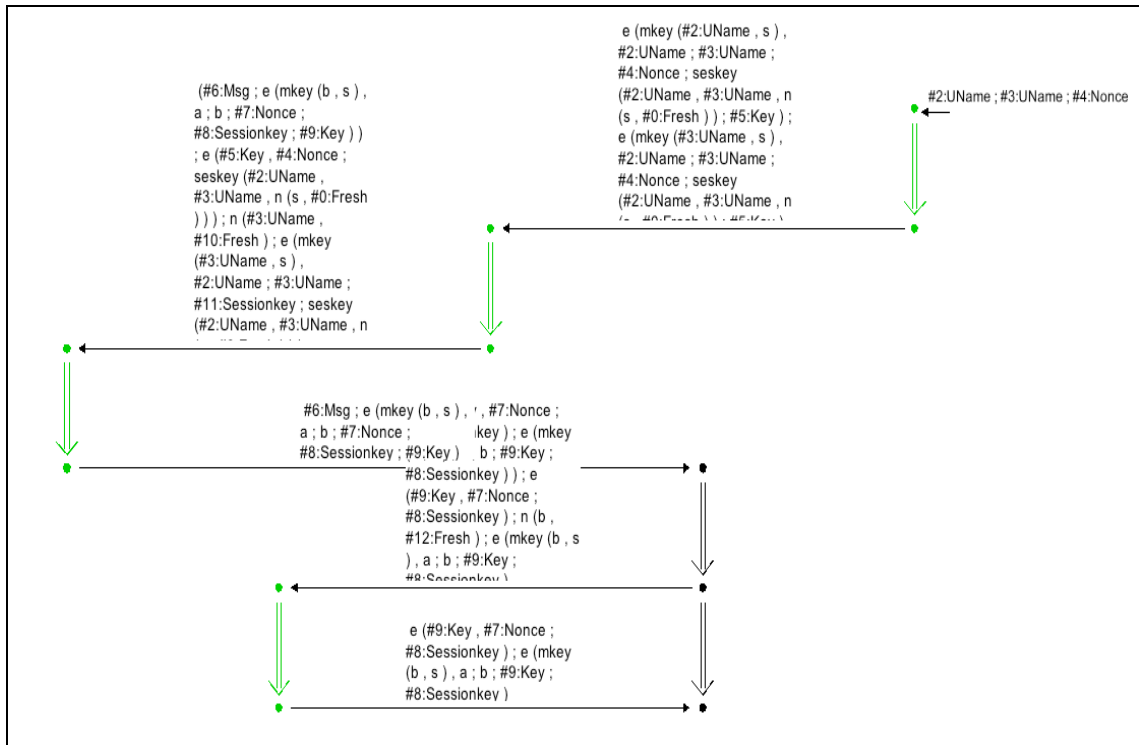 e (mkey (#2:UName , s ) ,
#2:UName ; #3:UName ;
#4:Nonce ; seskey
(#2:UName , #3:UName , n
(s , #0:Fresh ) ) ; #5:Key ) ;
e (mkey (#3:UName , s ) ,
#2:UName ; #3:UName ;
#4:Nonce ; seskey
(#2:UName , #3:UName , n
#2:UName ; #3:UName ; #4:Nonce
(#6:Msg ; e (mkey (b , s ) ,
a ; b ; #7:Nonce ;
#8:Sessionkey ; #9:Key ) )
; e (#5:Key , #4:Nonce ;
seskey (#2:UName ,
#3:UName , n (s , #0:Fresh
) ) ) ; n (#3:UName ,
#10:Fresh ) ; e (mkey
(#3:UName , s ) ,
#2:UName ; #3:UName ;
#11:Sessionkey ; seskey
(#2:UName , #3:UName , n
#6:Msg ; e (mkey (b , s ) ,
a ; b ; #7:Nonce ;
#8:Sessionkey ; #9:Key )
, #7:Nonce ;
) ; e (mkey
b ; #9:Key ;
#8:Sessionkey ) ) ; e
(#9:Key , #7:Nonce ;
#8:Sessionkey ) ; n (b ,
#12:Fresh ) ; e (mkey (b , s
) , a ; b ; #9:Key ;
#8:Sessionkey )
e (#9:Key , #7:Nonce ;
#8:Sessionkey ) ; e (mkey
(b , s ) , a ; b ; #9:Key ;
#8:Sessionkey )